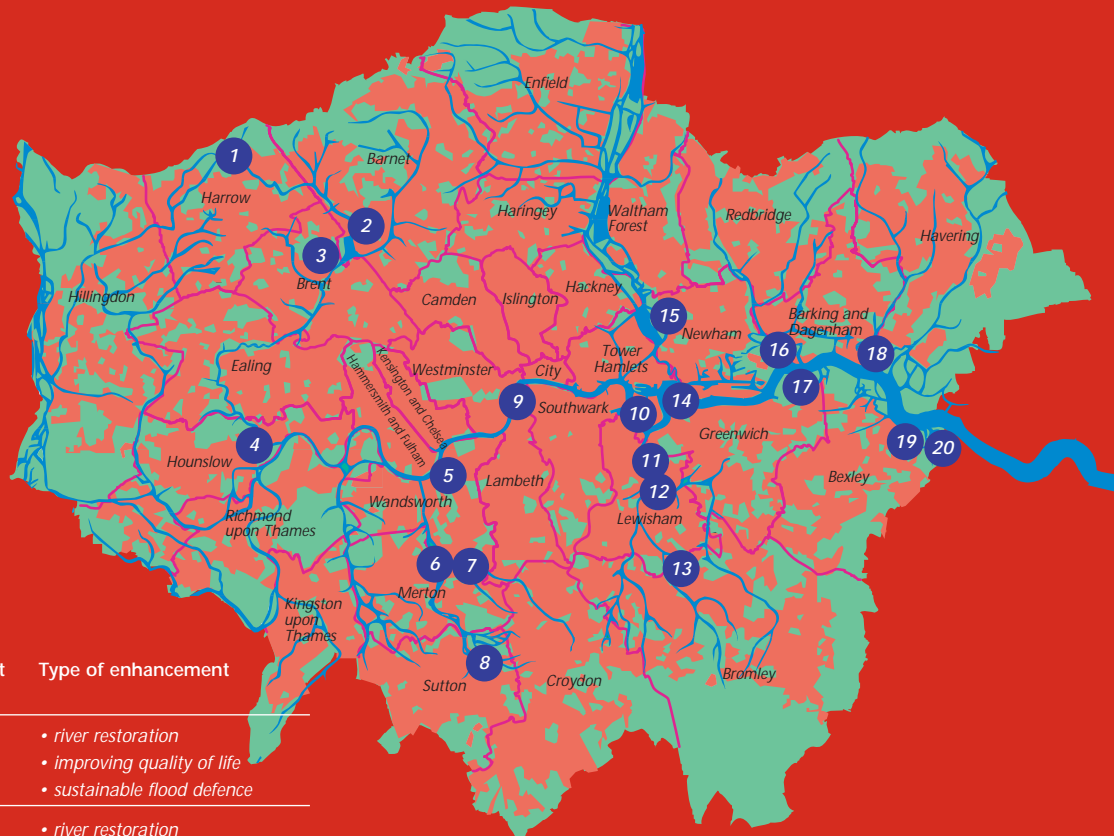 Enfield
Barnet
1
Harrow
Haringey
Waltham
Forest
Redbridge
2
Havering
3
Brent
Hillingdon
Camden
Islington
Hackney
15
Newham
Barking and
Dagenham
16
18
Ealing
Hammersmith and Fulham
Kensington and Chelsea
Westminster
City
Tower
Hamlets
17
9
Southwark
10
14
Greenwich
4
Hounslow
19
20
5
11
Wandsworth
Lambeth
12
Bexley
Richmond
upon Thames
Lewisham
6
7
13
Merton
Kingston
upon
Thames
8
Sutton
Croydon
Bromley
t Type of enhancement
• river restoration
• improving quality of life
• sustainable flood defence
• river restoration